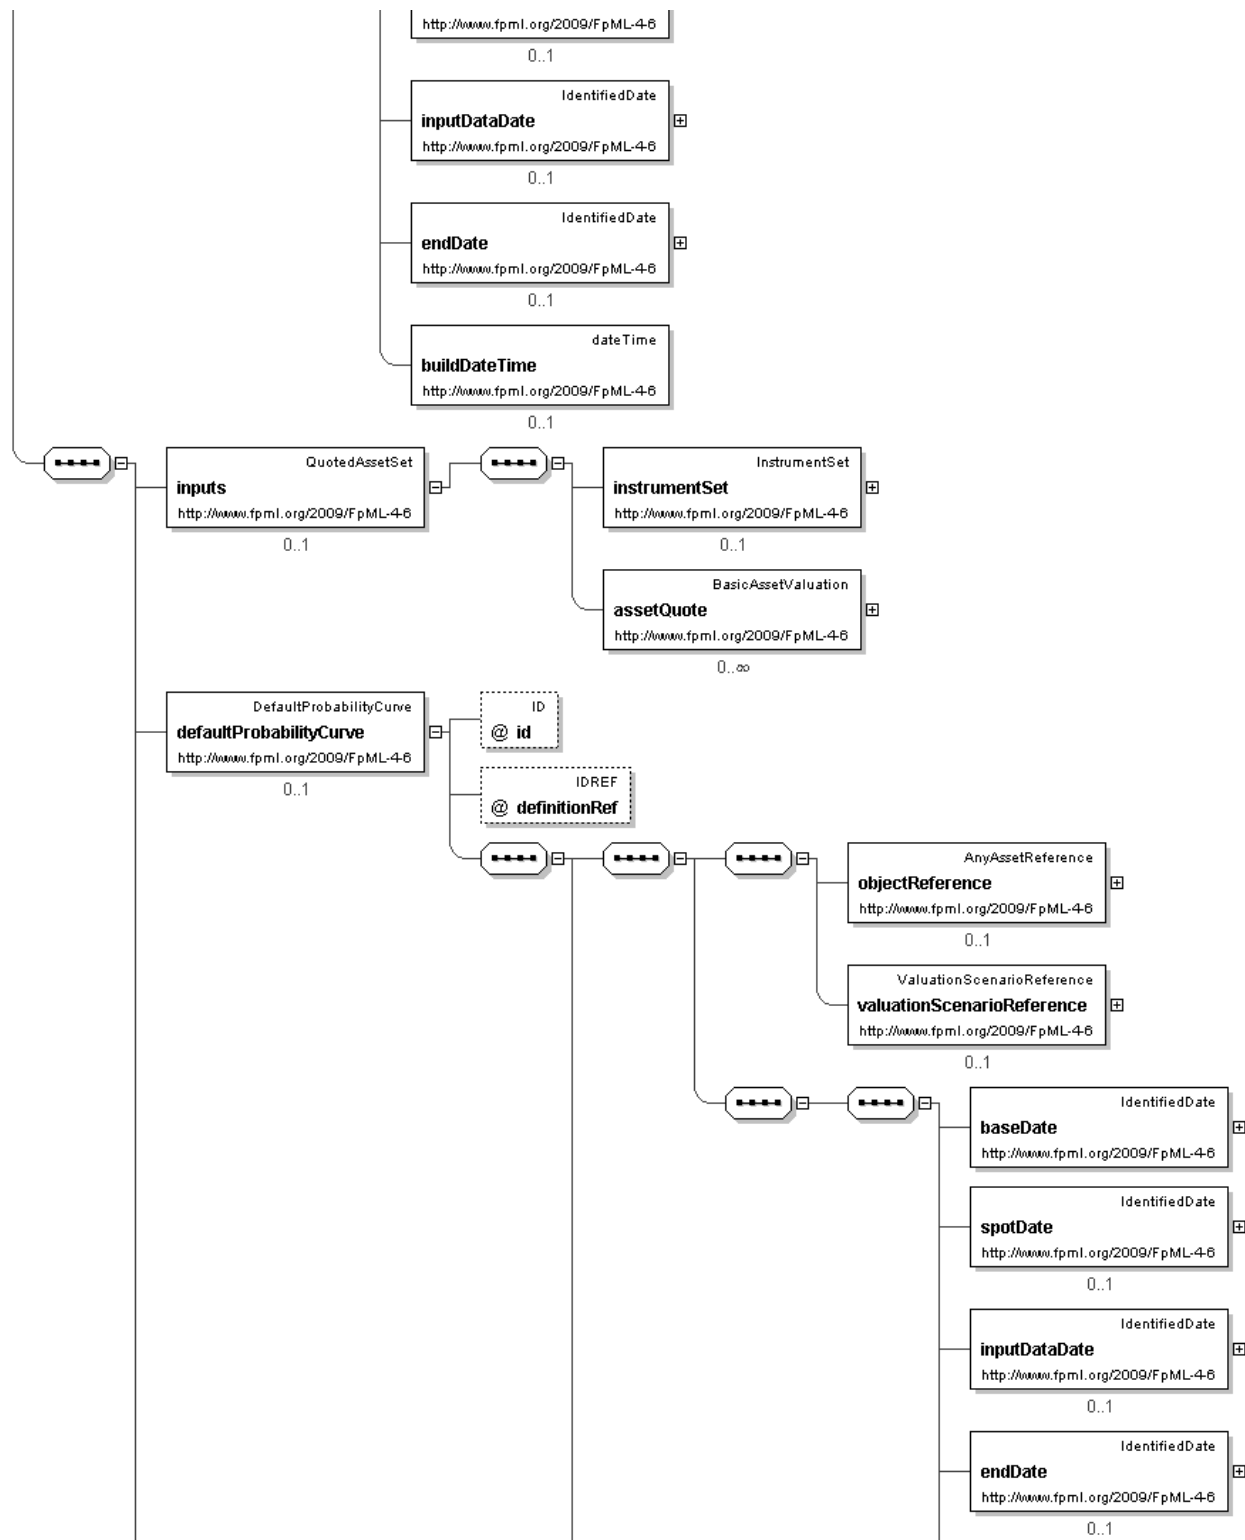 http://www.fpml.org/2009/FpML-4-6
0..1
IdentifiedDate
inputDataDate
http://www.fpml.org/2009/FpML-4-6
0..1
IdentifiedDate
endDate
http://www.fpml.org/2009/FpML-4-6
0..1
dateTime
buildDateTime
http://www.fpml.org/2009/FpML-4-6
0..1
QuotedAssetSet
inputs
http://www.fpml.org/2009/FpML-4-6
0..1
InstrumentSet
instrumentSet
http://www.fpml.org/2009/FpML-4-6
0..1
BasicAssetValuation
assetQuote
http://www.fpml.org/2009/FpML-4-6
0..∞
DefaultProbabilityCurve
defaultProbabilityCurve
http://www.fpml.org/2009/FpML-4-6
0..1
ID
@ id
IDREF
@ definitionRef
AnyAssetReference
objectReference
http://www.fpml.org/2009/FpML-4-6
0..1
ValuationScenarioReference
valuationScenarioReference
http://www.fpml.org/2009/FpML-4-6
0..1
IdentifiedDate
baseDate
http://www.fpml.org/2009/FpML-4-6
IdentifiedDate
spotDate
http://www.fpml.org/2009/FpML-4-6
0..1
IdentifiedDate
inputDataDate
http://www.fpml.org/2009/FpML-4-6
0..1
IdentifiedDate
endDate
http://www.fpml.org/2009/FpML-4-6
0..1